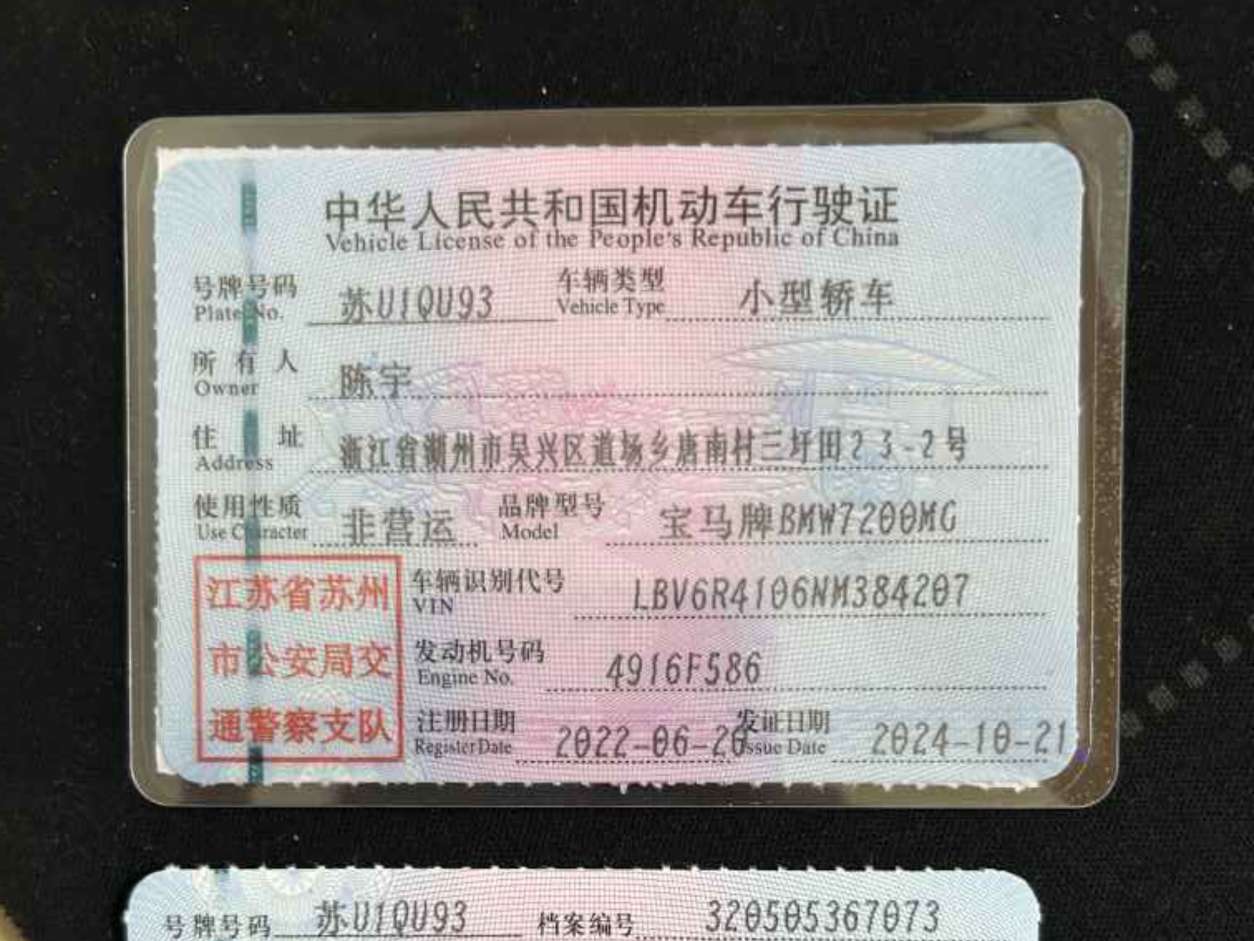 中华人民共和国机动车行驶证
Vehicle License of the People's Republic of China
号牌号码 苏U1QU93 车辆类型 小型轿车
Plate No. Vehicle Type
所有人 陈宇
Owner
住址 浙江省湖州市吴兴区道场乡唐南村三圩田23-2号
Address
使用性质 非营运 品牌型号 宝马牌BMW7200MG
Use Character Model
江苏省苏州 车辆识别代号 LBV6R4106NM384207
VIN
市公安局交 发动机号码 4916F586
Engine No.
通警察支队 注册日期 2022-06-20 发证日期 2024-10-21
Register Date Issue Date
号牌号码 苏U1QU93 档案编号 320505367073